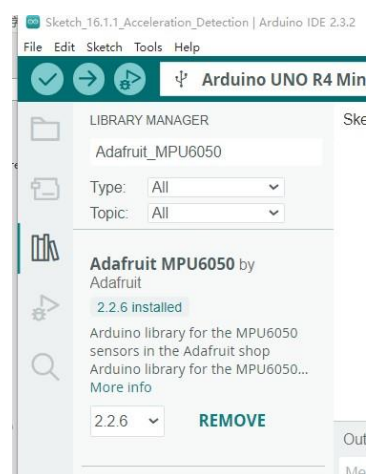 Sketch_16.1.1_Acceleration_Detection | Arduino IDE 2.3.2
File Edit Sketch Tools Help
Arduino UNO R4 Min
LIBRARY MANAGER
Ske
Adafruit_MPU6050
Type: All
Topic: All
Adafruit MPU6050 by
Adafruit
2.2.6 installed
Arduino library for the MPU6050
sensors in the Adafruit shop
Arduino library for the MPU6050...
More info
2.2.6 REMOVE
Out
Me